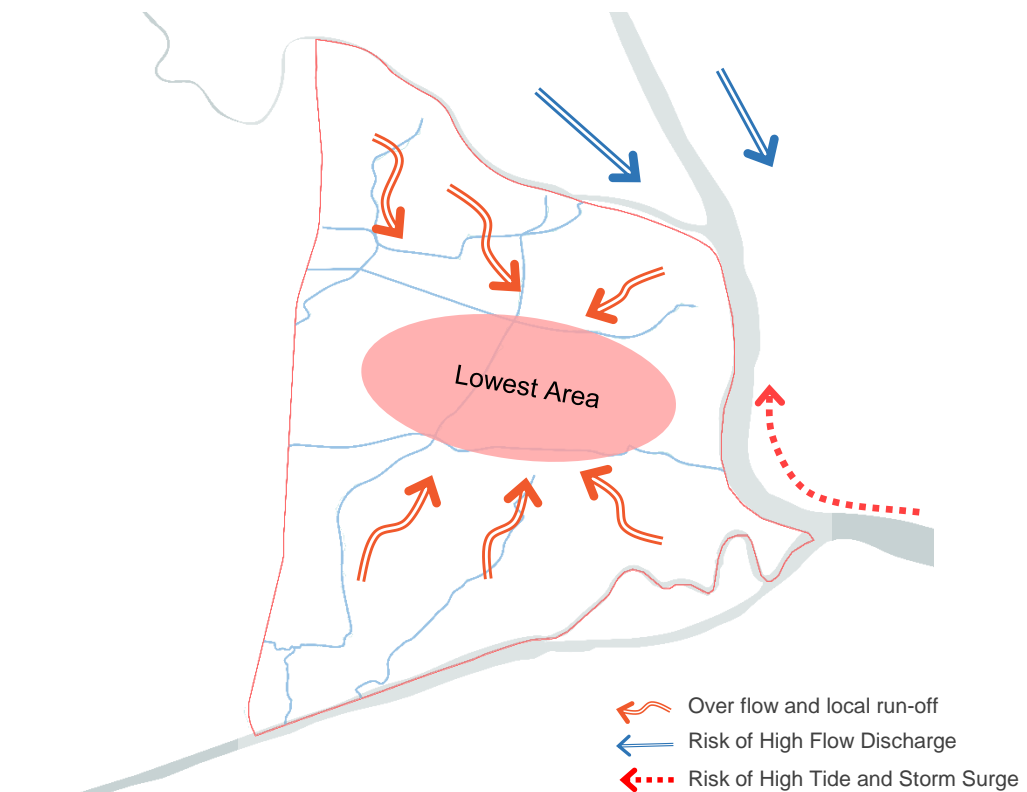 Lowest Area
Over flow and local run-off
Risk of High Flow Discharge
Risk of High Tide and Storm Surge